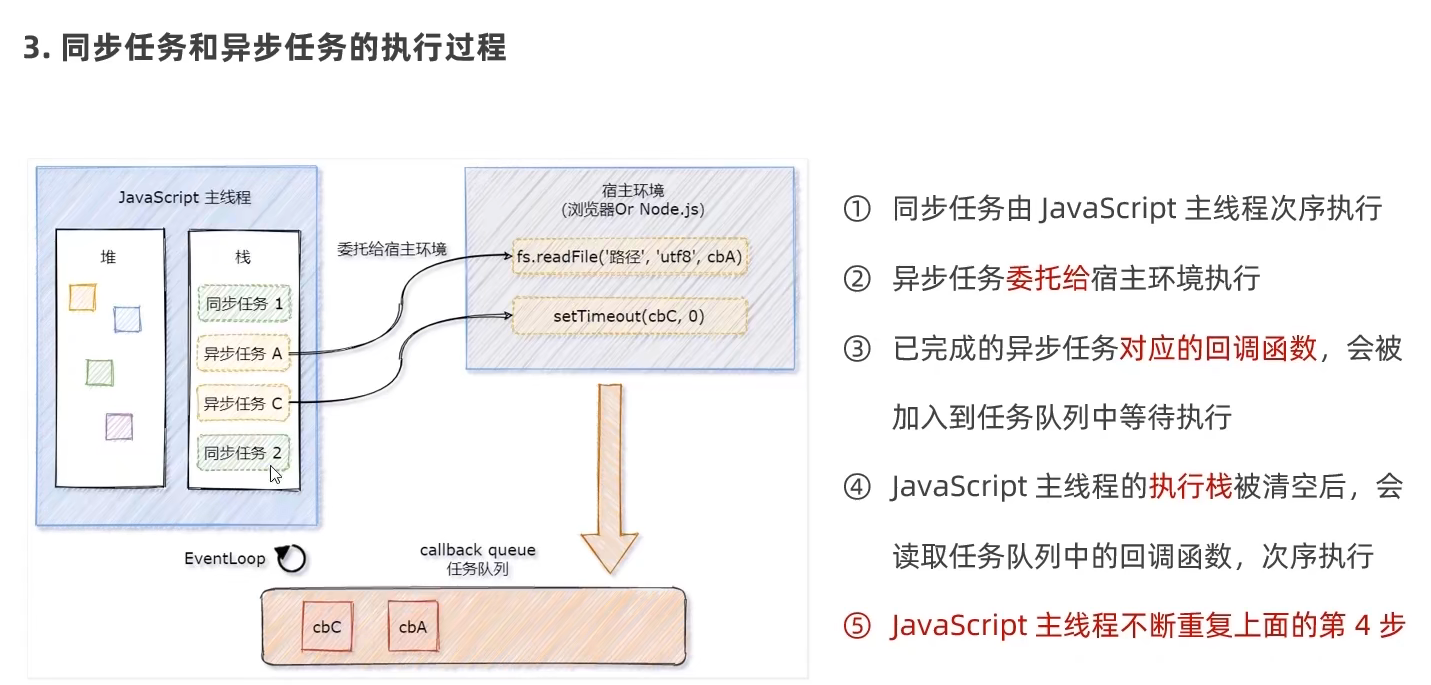 3. 同步任务和异步任务的执行过程
JavaScript 主线程
堆
栈
同步任务 1
异步任务 A
异步任务 C
同步任务 2
委托给宿主环境
宿主环境
(浏览器Or Node.js)
fs.readFile('路径', 'utf8', cbA)
setTimeout(cbC, 0)
EventLoop
callback queue
任务队列
cbC
cbA
① 同步任务由 JavaScript 主线程次序执行
② 异步任务委托给宿主环境执行
③ 已完成的异步任务对应的回调函数，会被
加入到任务队列中等待执行
④ JavaScript 主线程的执行栈被清空后，会
读取任务队列中的回调函数，次序执行
⑤ JavaScript 主线程不断重复上面的第 4 步